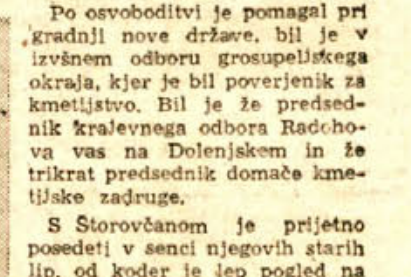 Po osvoboditvi je pomagal pri
gradnji nove države, bil je v
izvšnem odboru grosupeljskega
okraja, kjer je bil poverjenik za
kmetijstvo. Bil je že predsed-
nik krajevnega odbora Radoho-
va vas na Dolenjskem in že
trikrat predsednik domače kme-
tijske zadruge.
S Štorovčanom je prijetno
posedeti v senci njegovih starih
lip, od koder je lep pogled na